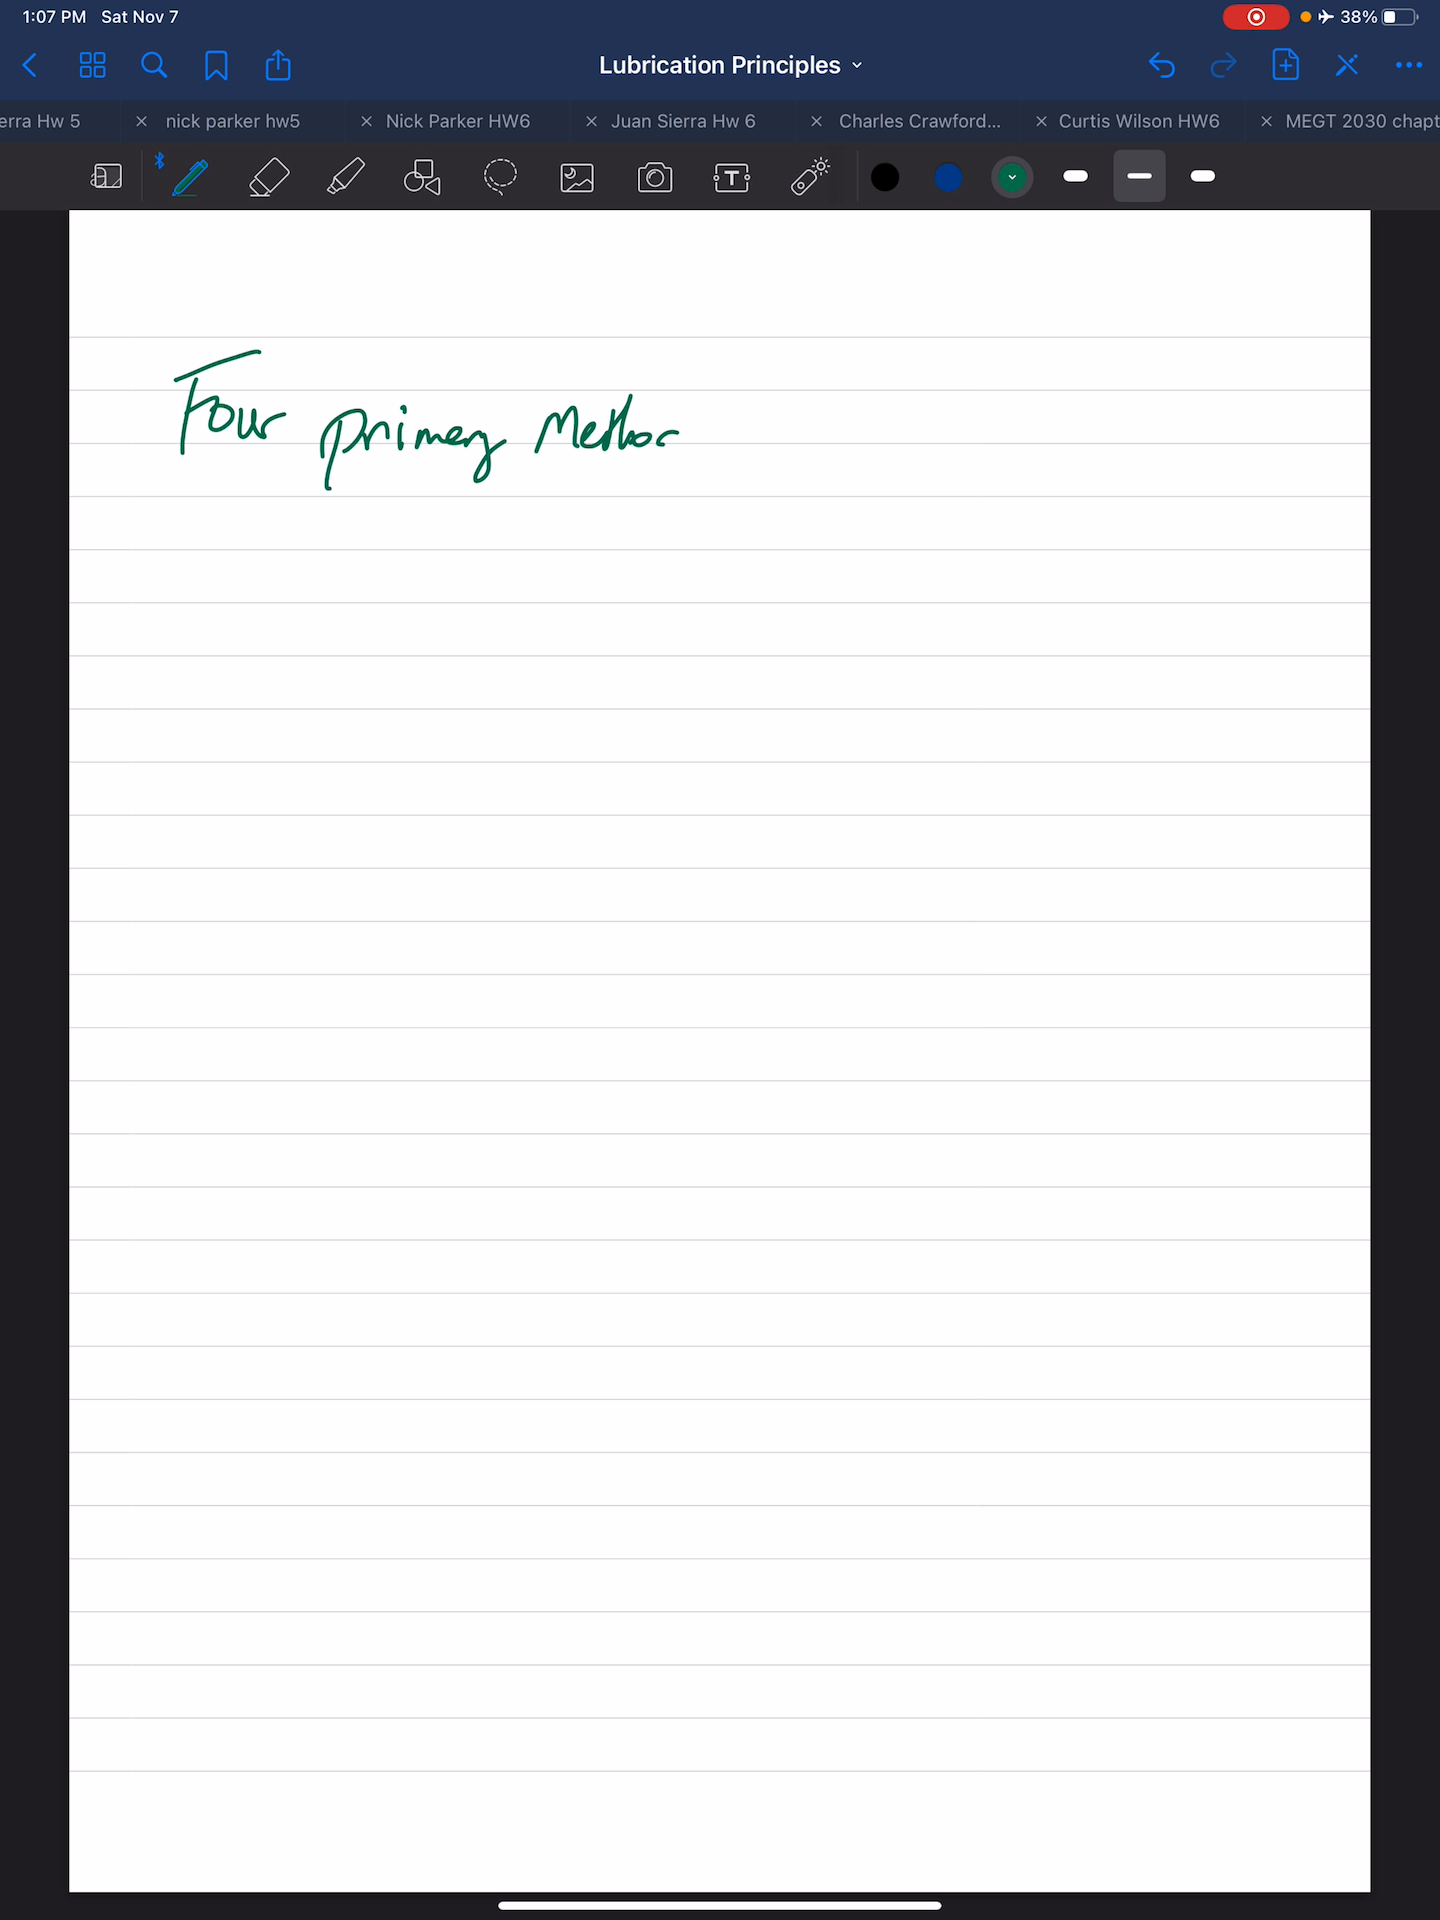 1:07 PM Sat Nov 7 38%
Lubrication Principles
erra Hw 5 × nick parker hw5 × Nick Parker HW6 × Juan Sierra Hw 6 × Charles Crawford... × Curtis Wilson HW6 × MEGT 2030 chapt
T
Four primery Methoc